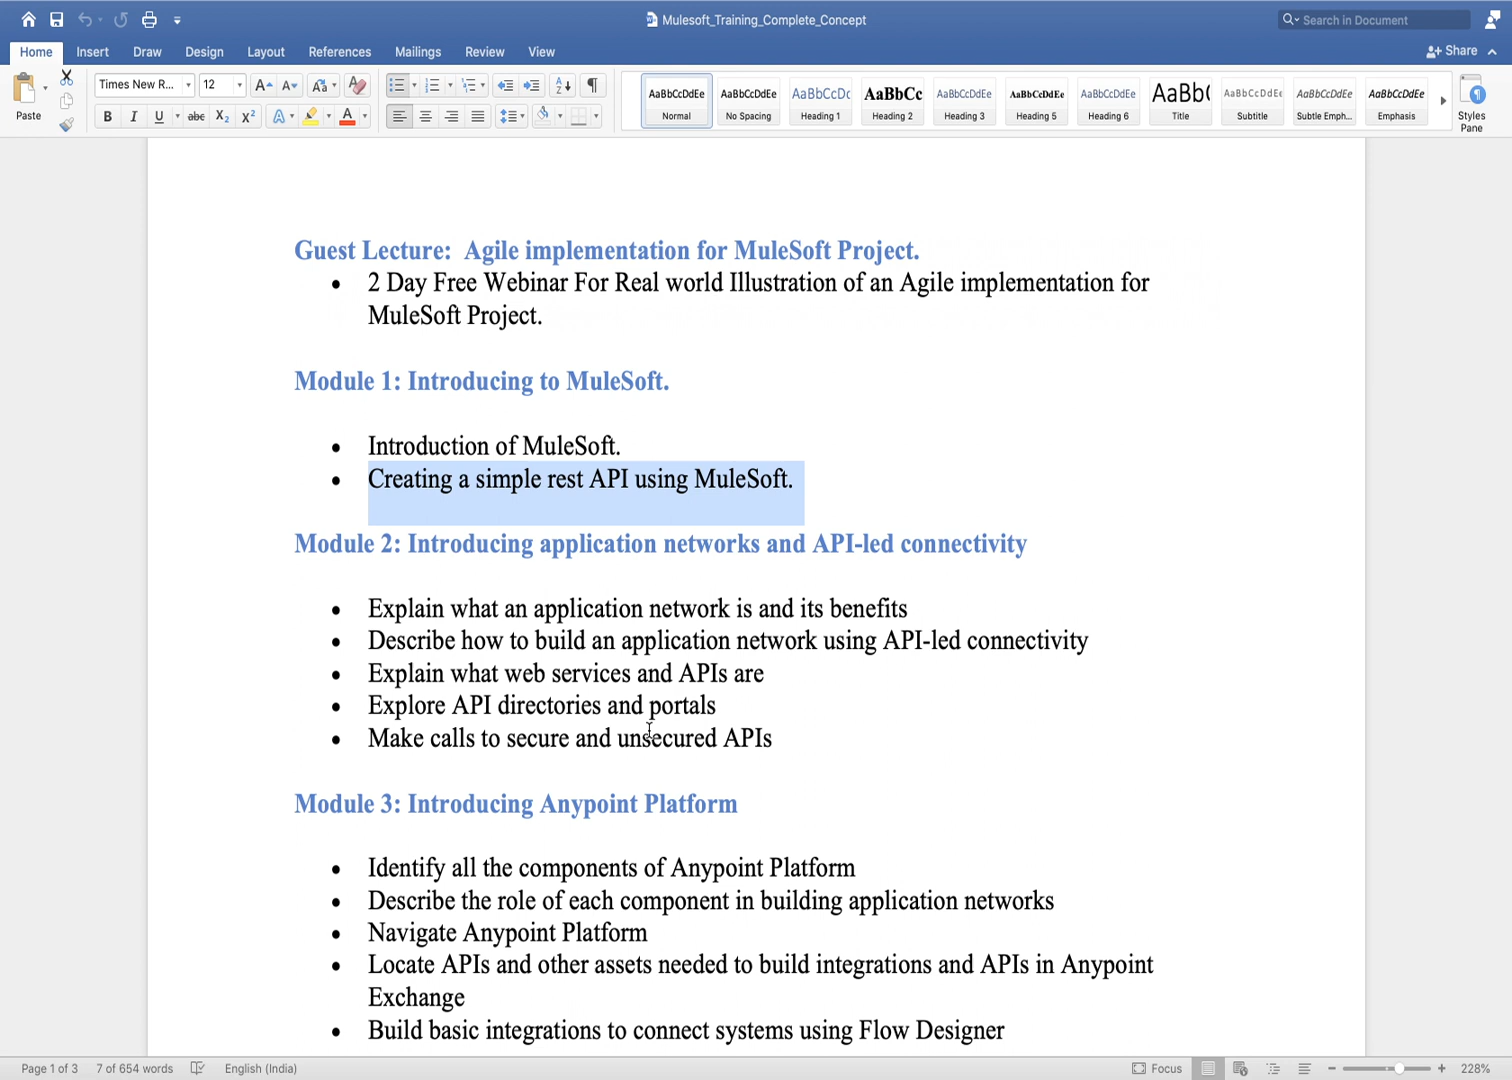 Mulesoft_Training_Complete_Concept
Search in Document
Home Insert Draw Design Layout References Mailings Review View
Share
Paste
Times New R... 12
AaBbCcDdEe AaBbCcDdEe AaBbCcDc AaBbCc AaBbCcDdEe AaBbCcDdEe AaBbCcDdEe AaBb( AaBbCcDdEe AaBbCcDdEe AaBbCcDdEe
Normal No Spacing Heading 1 Heading 2 Heading 3 Heading 5 Heading 6 Title Subtitle Subtle Emph... Emphasis
Styles
Pane
B I U abc X₂ X² A A
Guest Lecture: Agile implementation for MuleSoft Project.
• 2 Day Free Webinar For Real world Illustration of an Agile implementation for
MuleSoft Project.
Module 1: Introducing to MuleSoft.
• Introduction of MuleSoft.
• Creating a simple rest API using MuleSoft.
Module 2: Introducing application networks and API-led connectivity
• Explain what an application network is and its benefits
• Describe how to build an application network using API-led connectivity
• Explain what web services and APIs are
• Explore API directories and portals
• Make calls to secure and unsecured APIs
Module 3: Introducing Anypoint Platform
• Identify all the components of Anypoint Platform
• Describe the role of each component in building application networks
• Navigate Anypoint Platform
• Locate APIs and other assets needed to build integrations and APIs in Anypoint
Exchange
• Build basic integrations to connect systems using Flow Designer
Page 1 of 3 7 of 654 words English (India) Focus 228%